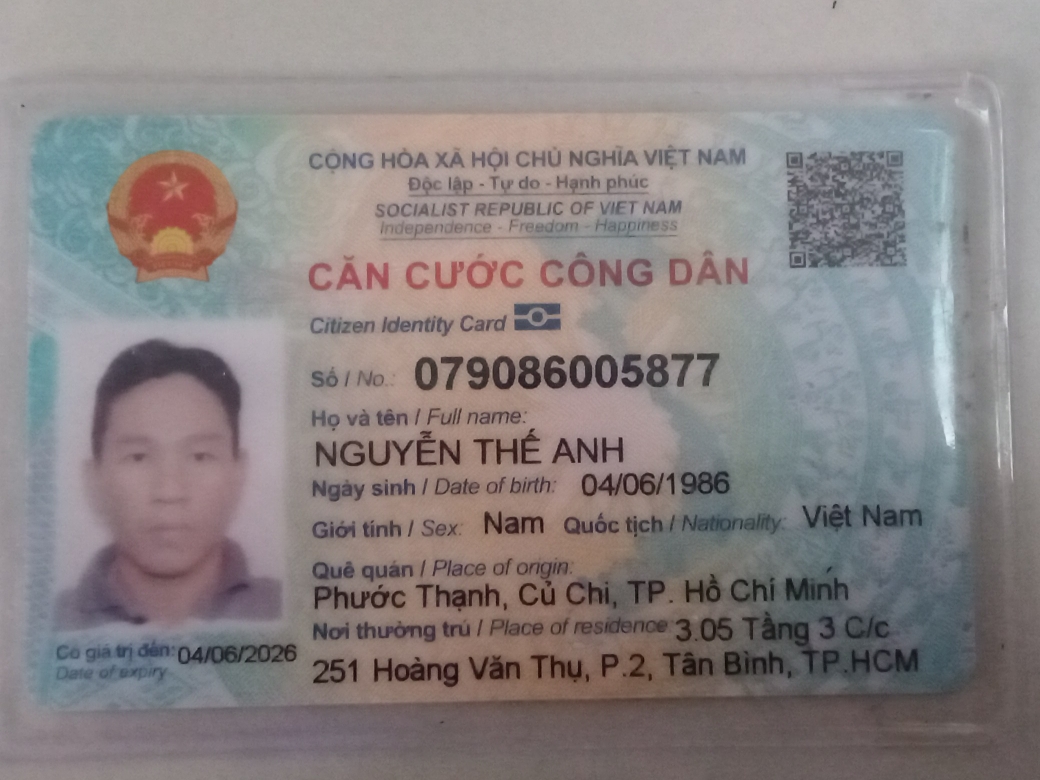 CỘNG HÒA XÃ HỘI CHỦ NGHĨA VIỆT NAM
Độc lập - Tự do - Hạnh phúc
SOCIALIST REPUBLIC OF VIET NAM
Independence - Freedom - Happiness
CĂN CƯỚC CÔNG DÂN
Citizen Identity Card
Số / No.: 079086005877
Họ và tên / Full name:
NGUYỄN THẾ ANH
Ngày sinh / Date of birth: 04/06/1986
Giới tính / Sex: Nam Quốc tịch / Nationality: Việt Nam
Quê quán / Place of origin:
Phước Thạnh, Củ Chi, TP. Hồ Chí Minh
Nơi thường trú / Place of residence: 3.05 Tầng 3 C/c
251 Hoàng Văn Thụ, P.2, Tân Bình, TP.HCM
Có giá trị đến: 04/06/2026
Date of expiry